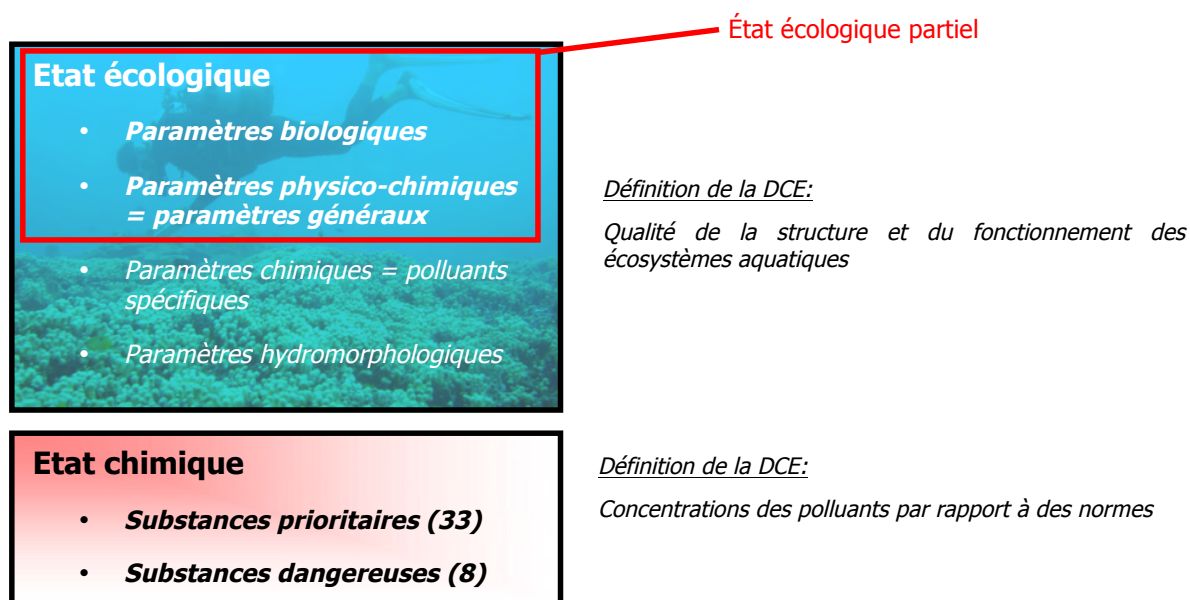 État écologique partiel
Etat écologique
• Paramètres biologiques
• Paramètres physico-chimiques
= paramètres généraux
• Paramètres chimiques = polluants
spécifiques
• Paramètres hydromorphologiques
Définition de la DCE:
Qualité de la structure et du fonctionnement des
écosystèmes aquatiques
Etat chimique
• Substances prioritaires (33)
• Substances dangereuses (8)
Définition de la DCE:
Concentrations des polluants par rapport à des normes